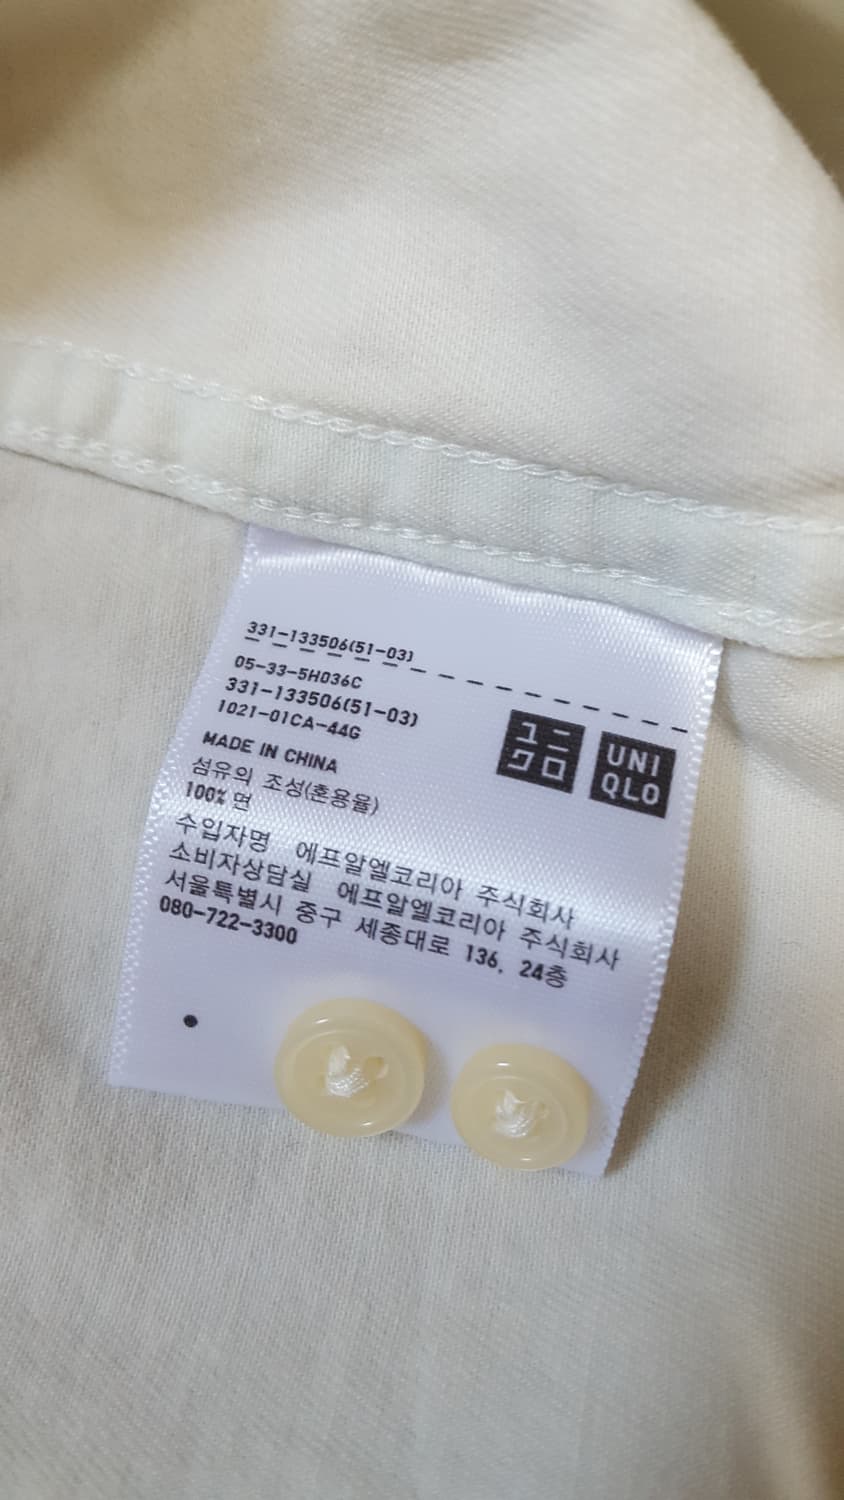 331-133506(51-03)
05-33-5H036C
331-133506(51-03)
1021-01CA-44G
ユニ
クロ
UNI
QLO
MADE IN CHINA
섬유의 조성(혼용율)
100% 면
수입자명 에프알엘코리아 주식회사
소비자상담실 에프알엘코리아 주식회사
서울특별시 중구 세종대로 136, 24층
080-722-3300